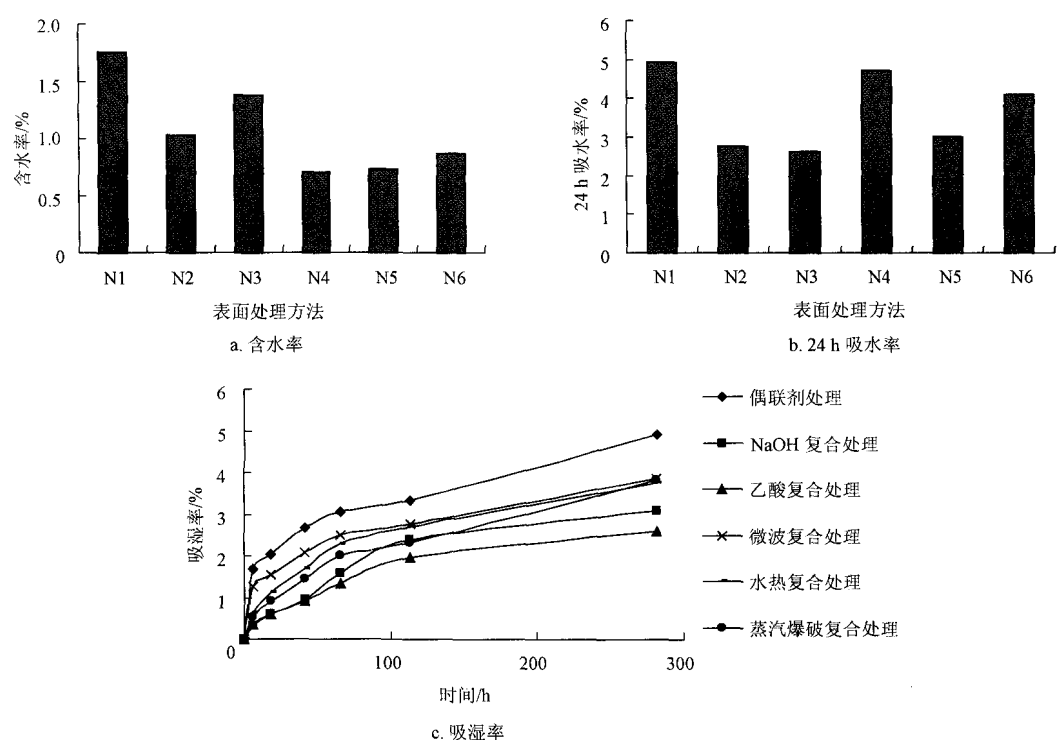 2.0
1.5
1.0
0.5
0
含水率/%
N1 N2 N3 N4 N5 N6
表面处理方法
a. 含水率
6
5
4
3
2
1
0
24 h 吸水率/%
N1 N2 N3 N4 N5 N6
表面处理方法
b. 24 h 吸水率
6
5
4
3
2
1
0
吸湿率/%
100 200 300
时间/h
c. 吸湿率
偶联剂处理
NaOH 复合处理
乙酸复合处理
微波复合处理
水热复合处理
蒸汽爆破复合处理